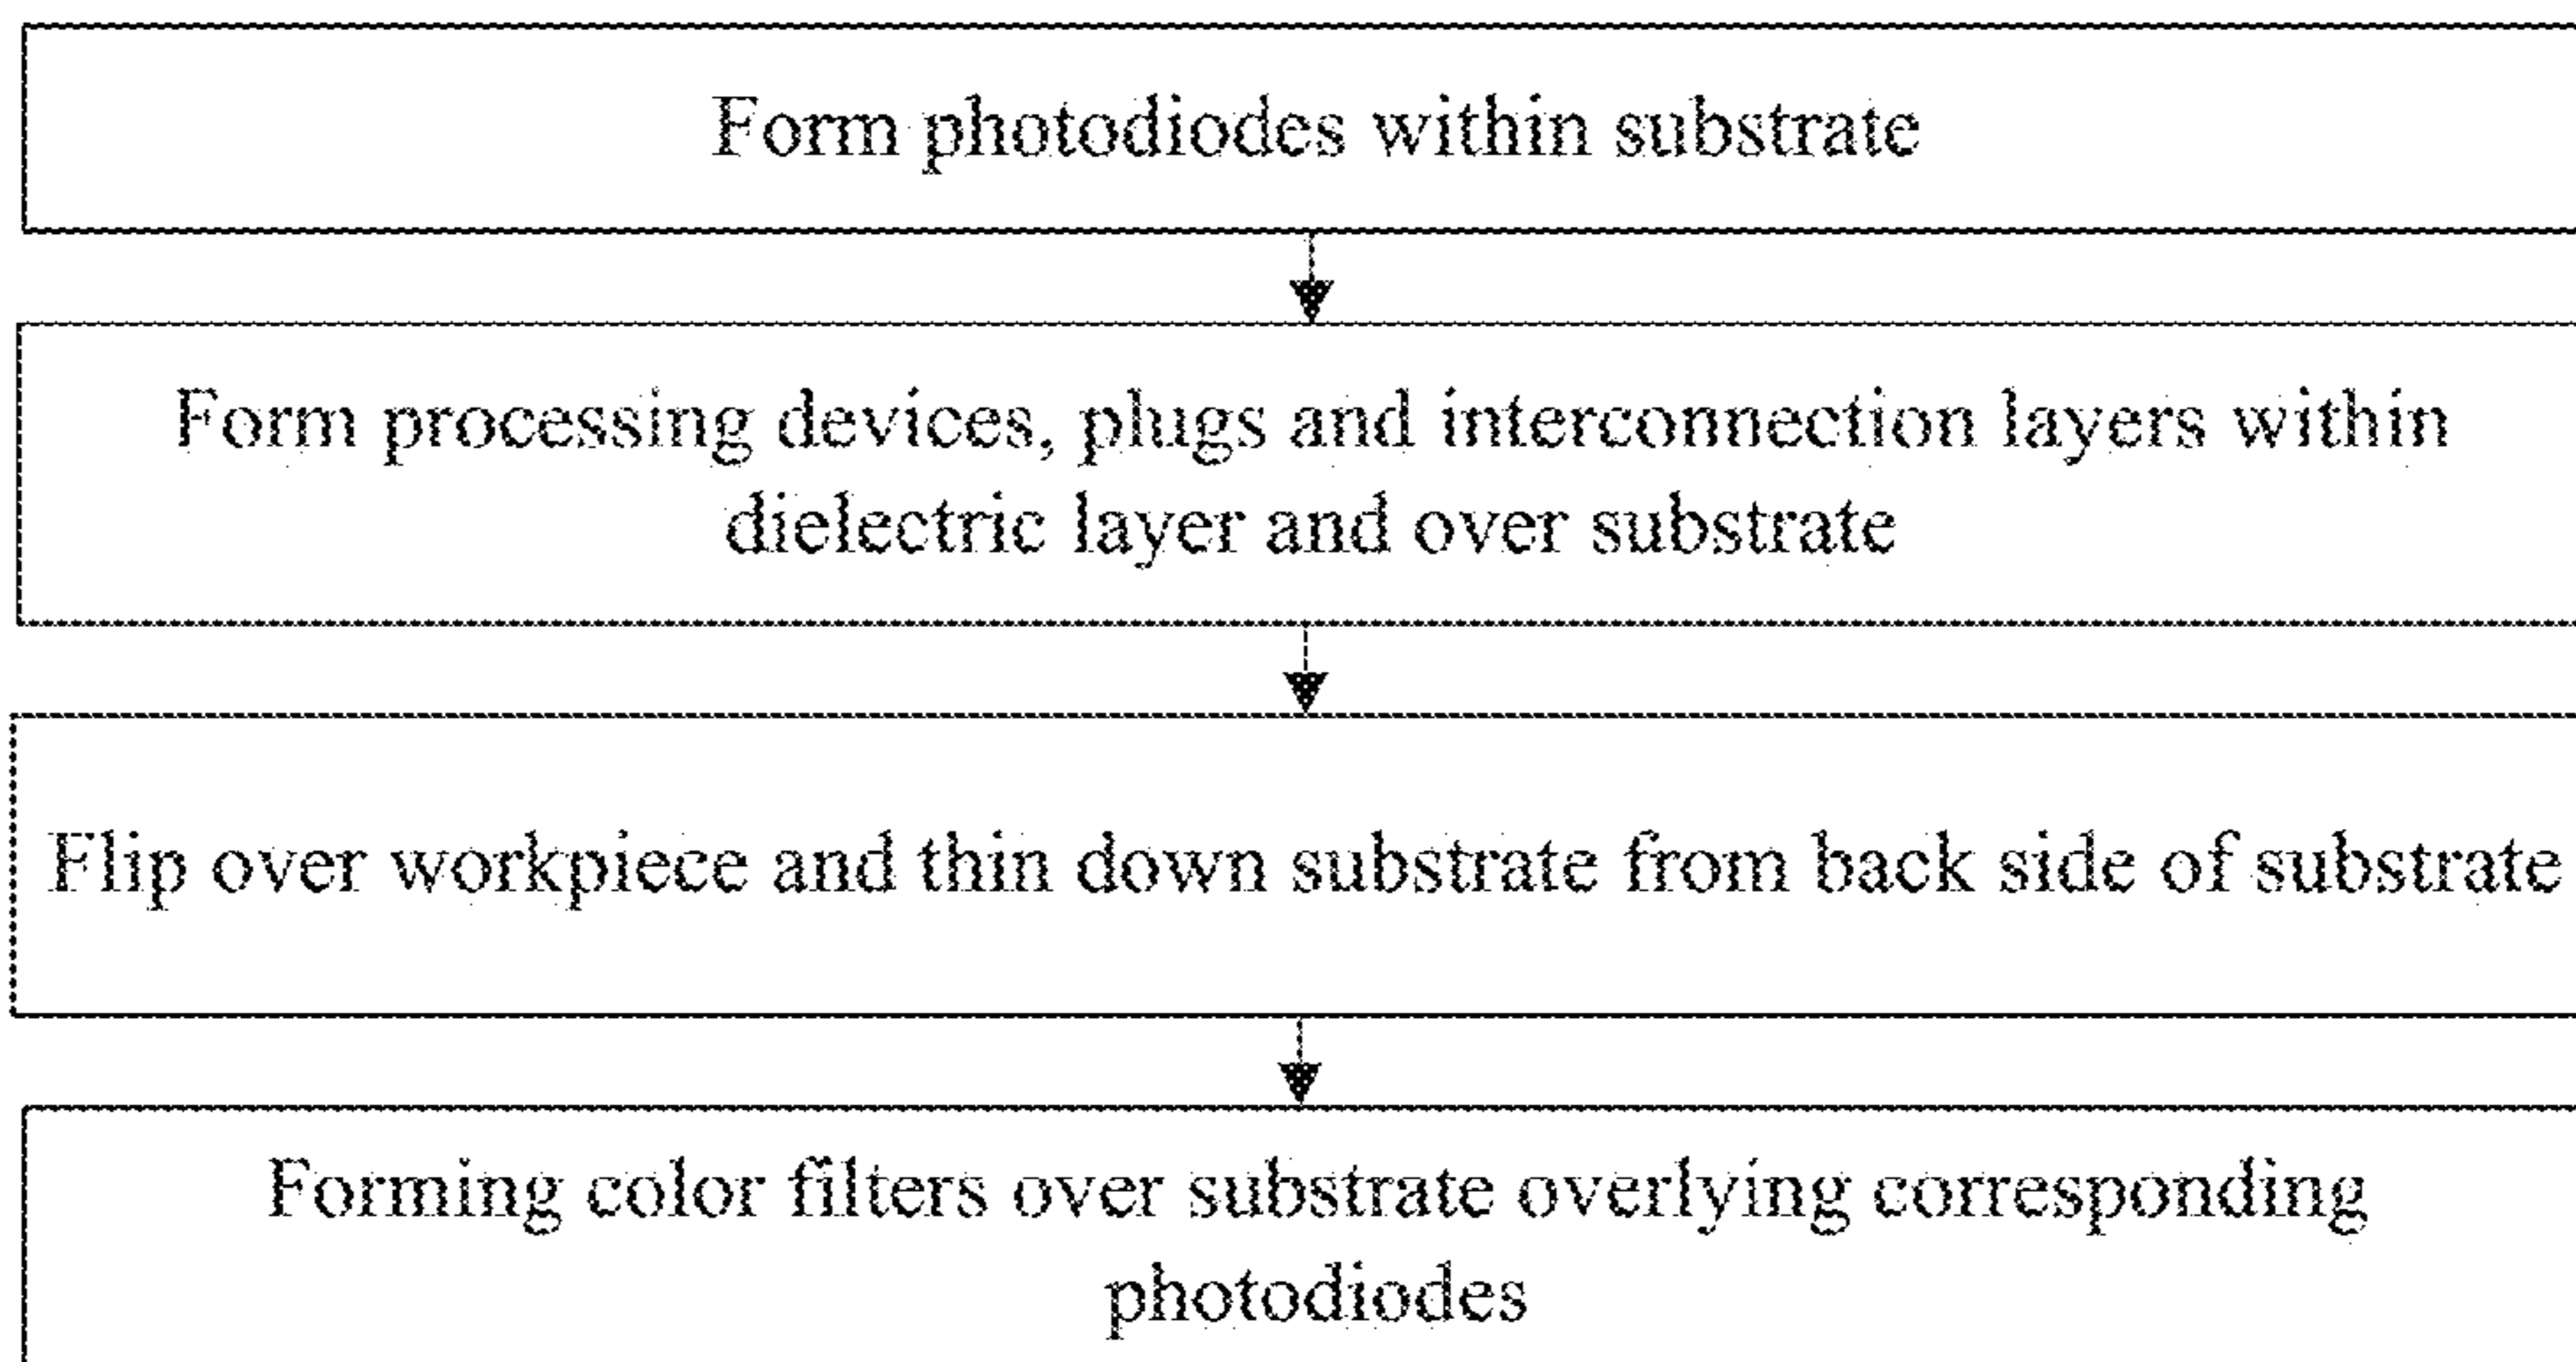 Form photodiodes within substrate
Form processing devices, plugs and interconnection layers within
dielectric layer and over substrate
Flip over workpiece and thin down substrate from back side of substrate
Forming color filters over substrate overlying corresponding
photodiodes